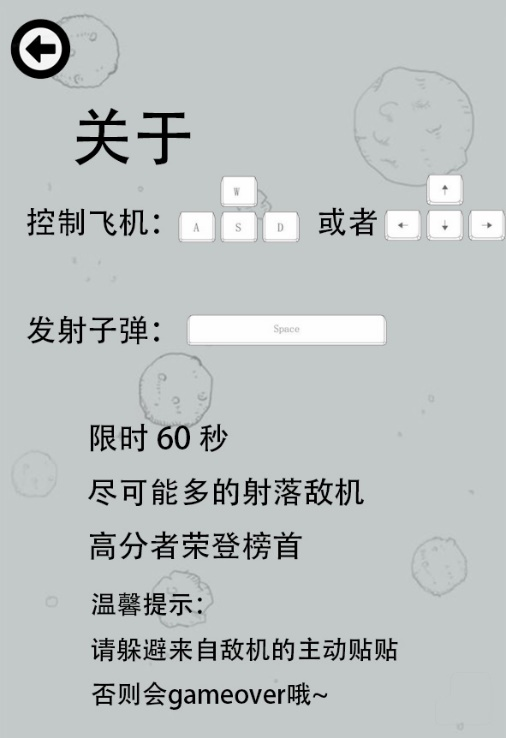 关于
W
控制飞机： A S D 或者 ← ↓ →
↑
发射子弹： Space
限时 60 秒
尽可能多的射落敌机
高分者荣登榜首
温馨提示：
请躲避来自敌机的主动贴贴
否则会gameover哦~